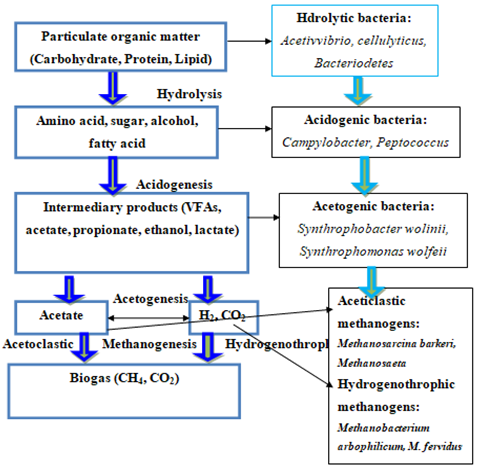 Particulate organic matter
(Carbohydrate, Protein, Lipid)
Hdrolytic bacteria:
Acetivvibrio, cellulyticus,
Bacteriodetes
Hydrolysis
Amino acid, sugar, alcohol,
fatty acid
Acidogenic bacteria:
Campylobacter, Peptococcus
Acidogenesis
Intermediary products (VFAs,
acetate, propionate, ethanol, lactate)
Acetogenic bacteria:
Synthrophobacter wolinii,
Synthrophomonas wolfeii
Acetogenesis
Acetate
H2, CO2
Acetoclastic
Methanogenesis
Hydrogenothroph
Biogas (CH4, CO2)
Aceticlastic
methanogens:
Methanosarcina barkeri,
Methanosaeta
Hydrogenothrophic
methanogens:
Methanobacterium
arbophilicum, M. fervidus